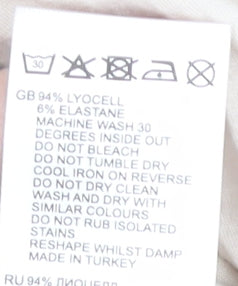 30
GB 94% LYOCELL
6% ELASTANE
MACHINE WASH 30
DEGREES INSIDE OUT
DO NOT BLEACH
DO NOT TUMBLE DRY
COOL IRON ON REVERSE
DO NOT DRY CLEAN
WASH AND DRY WITH
SIMILAR COLOURS
DO NOT RUB ISOLATED
STAINS
RESHAPE WHILST DAMP
MADE IN TURKEY
RU 94% ЛИОЦЕЛЛ